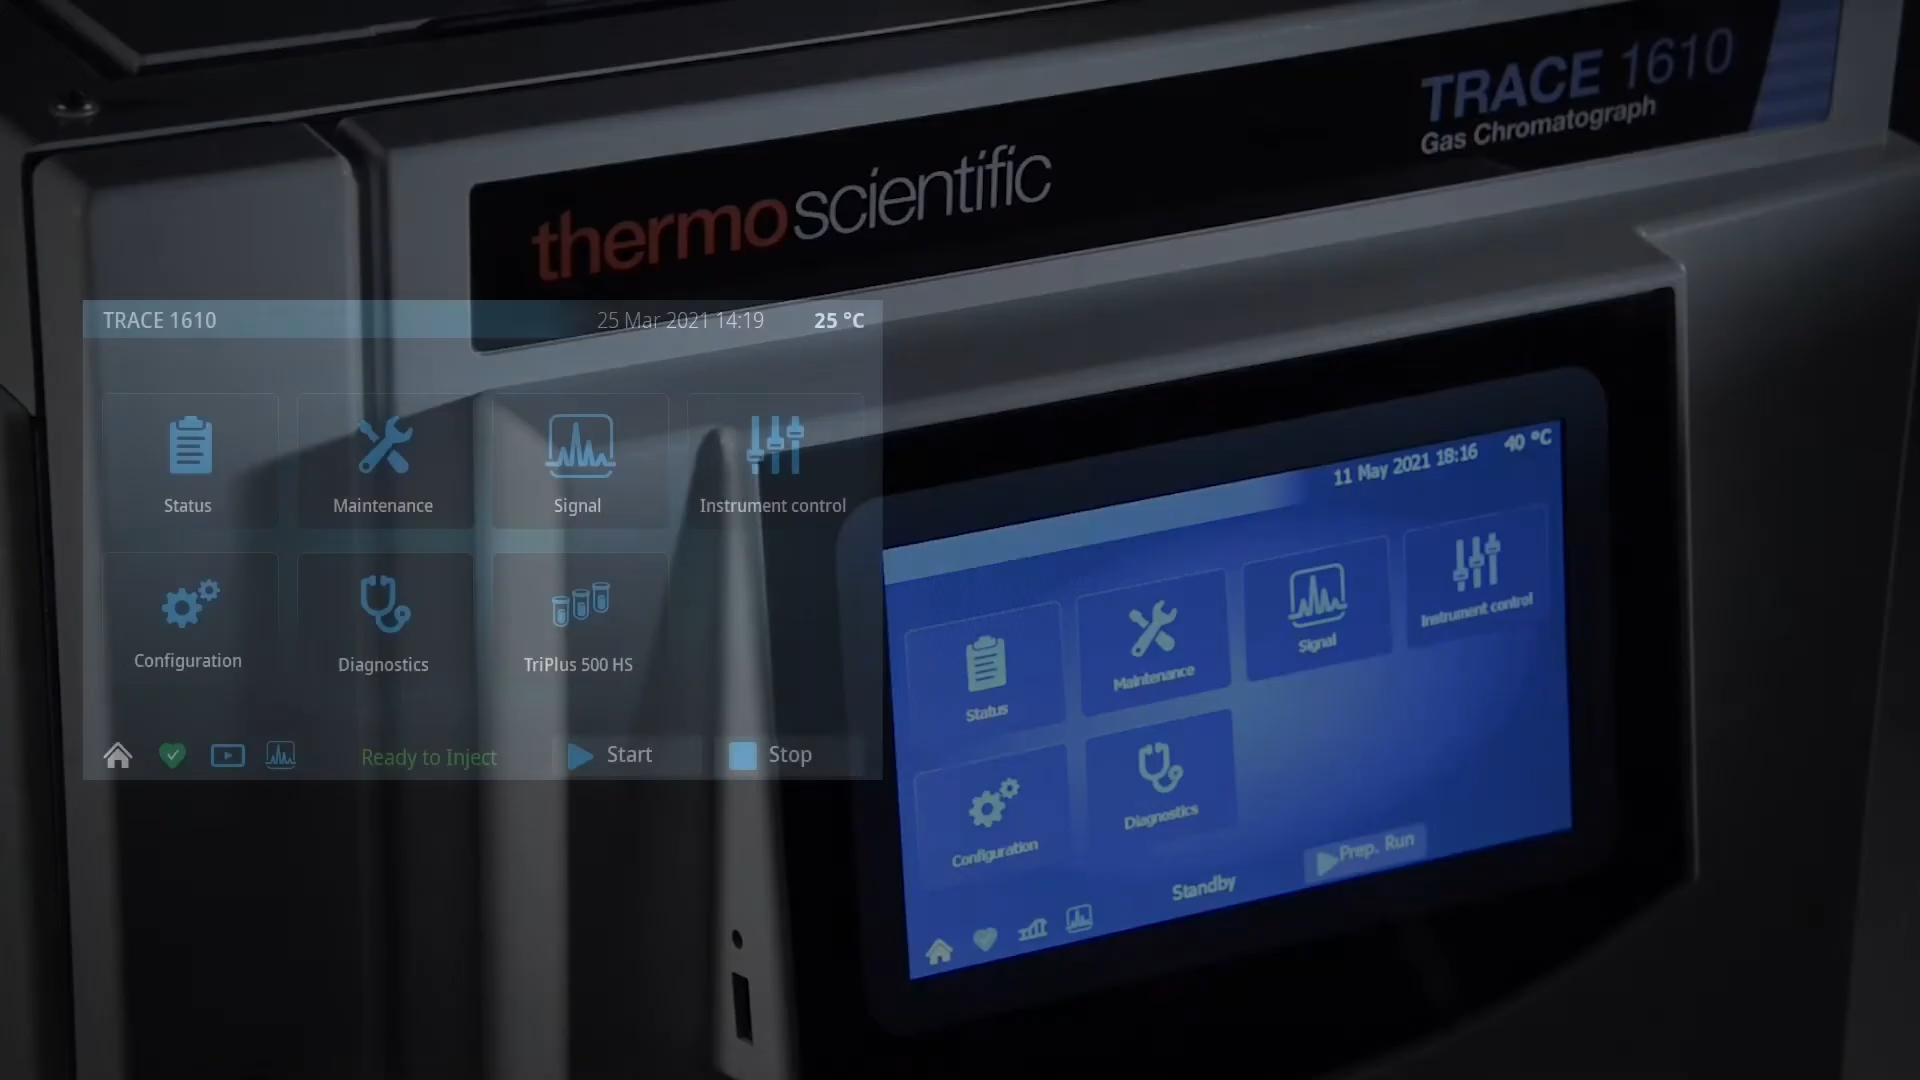 TRACE 1610
Gas Chromatograph
thermo scientific
TRACE 1610 25 Mar 2021 14:19 25 °C
Status Maintenance Signal Instrument control
Configuration Diagnostics TriPlus 500 HS
Ready to Inject Start Stop
11 May 2021 18:16 40 °C
Status Maintenance Signal Instrument control
Configuration Diagnostics
Standby Prep. Run